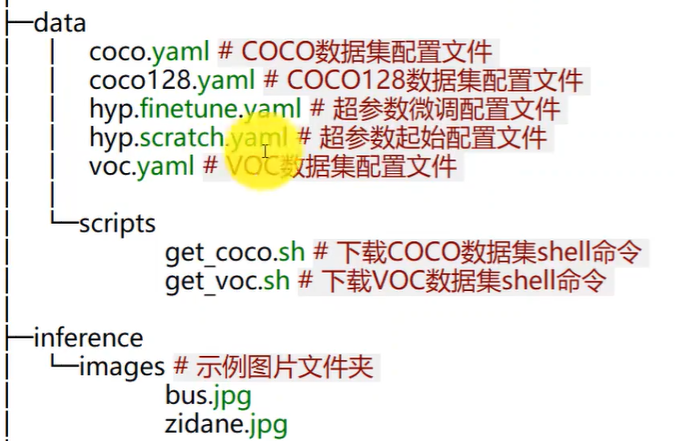 ├─data
│ │ coco.yaml # COCO数据集配置文件
│ │ coco128.yaml # COCO128数据集配置文件
│ │ hyp.finetune.yaml # 超参数微调配置文件
│ │ hyp.scratch.yaml # 超参数起始配置文件
│ │ voc.yaml # VOC数据集配置文件
│ │
│ └─scripts
│ get_coco.sh # 下载COCO数据集shell命令
│ get_voc.sh # 下载VOC数据集shell命令
│
├─inference
│ └─images # 示例图片文件夹
│ bus.jpg
│ zidane.jpg